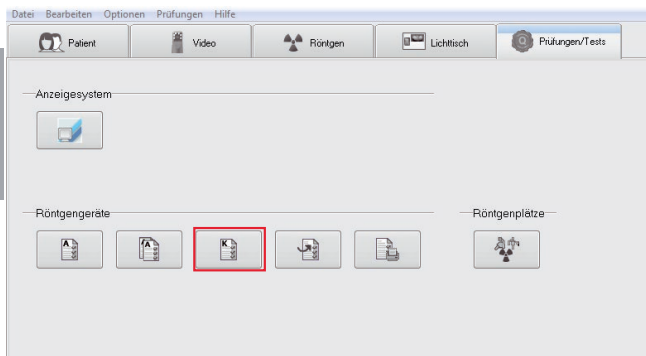 Datei Bearbeiten Optionen Prüfungen Hilfe
Patient Video Röntgen Lichttisch Q Prüfungen/Tests
Anzeigesystem
Röntgengeräte Röntgenplätze
A A K